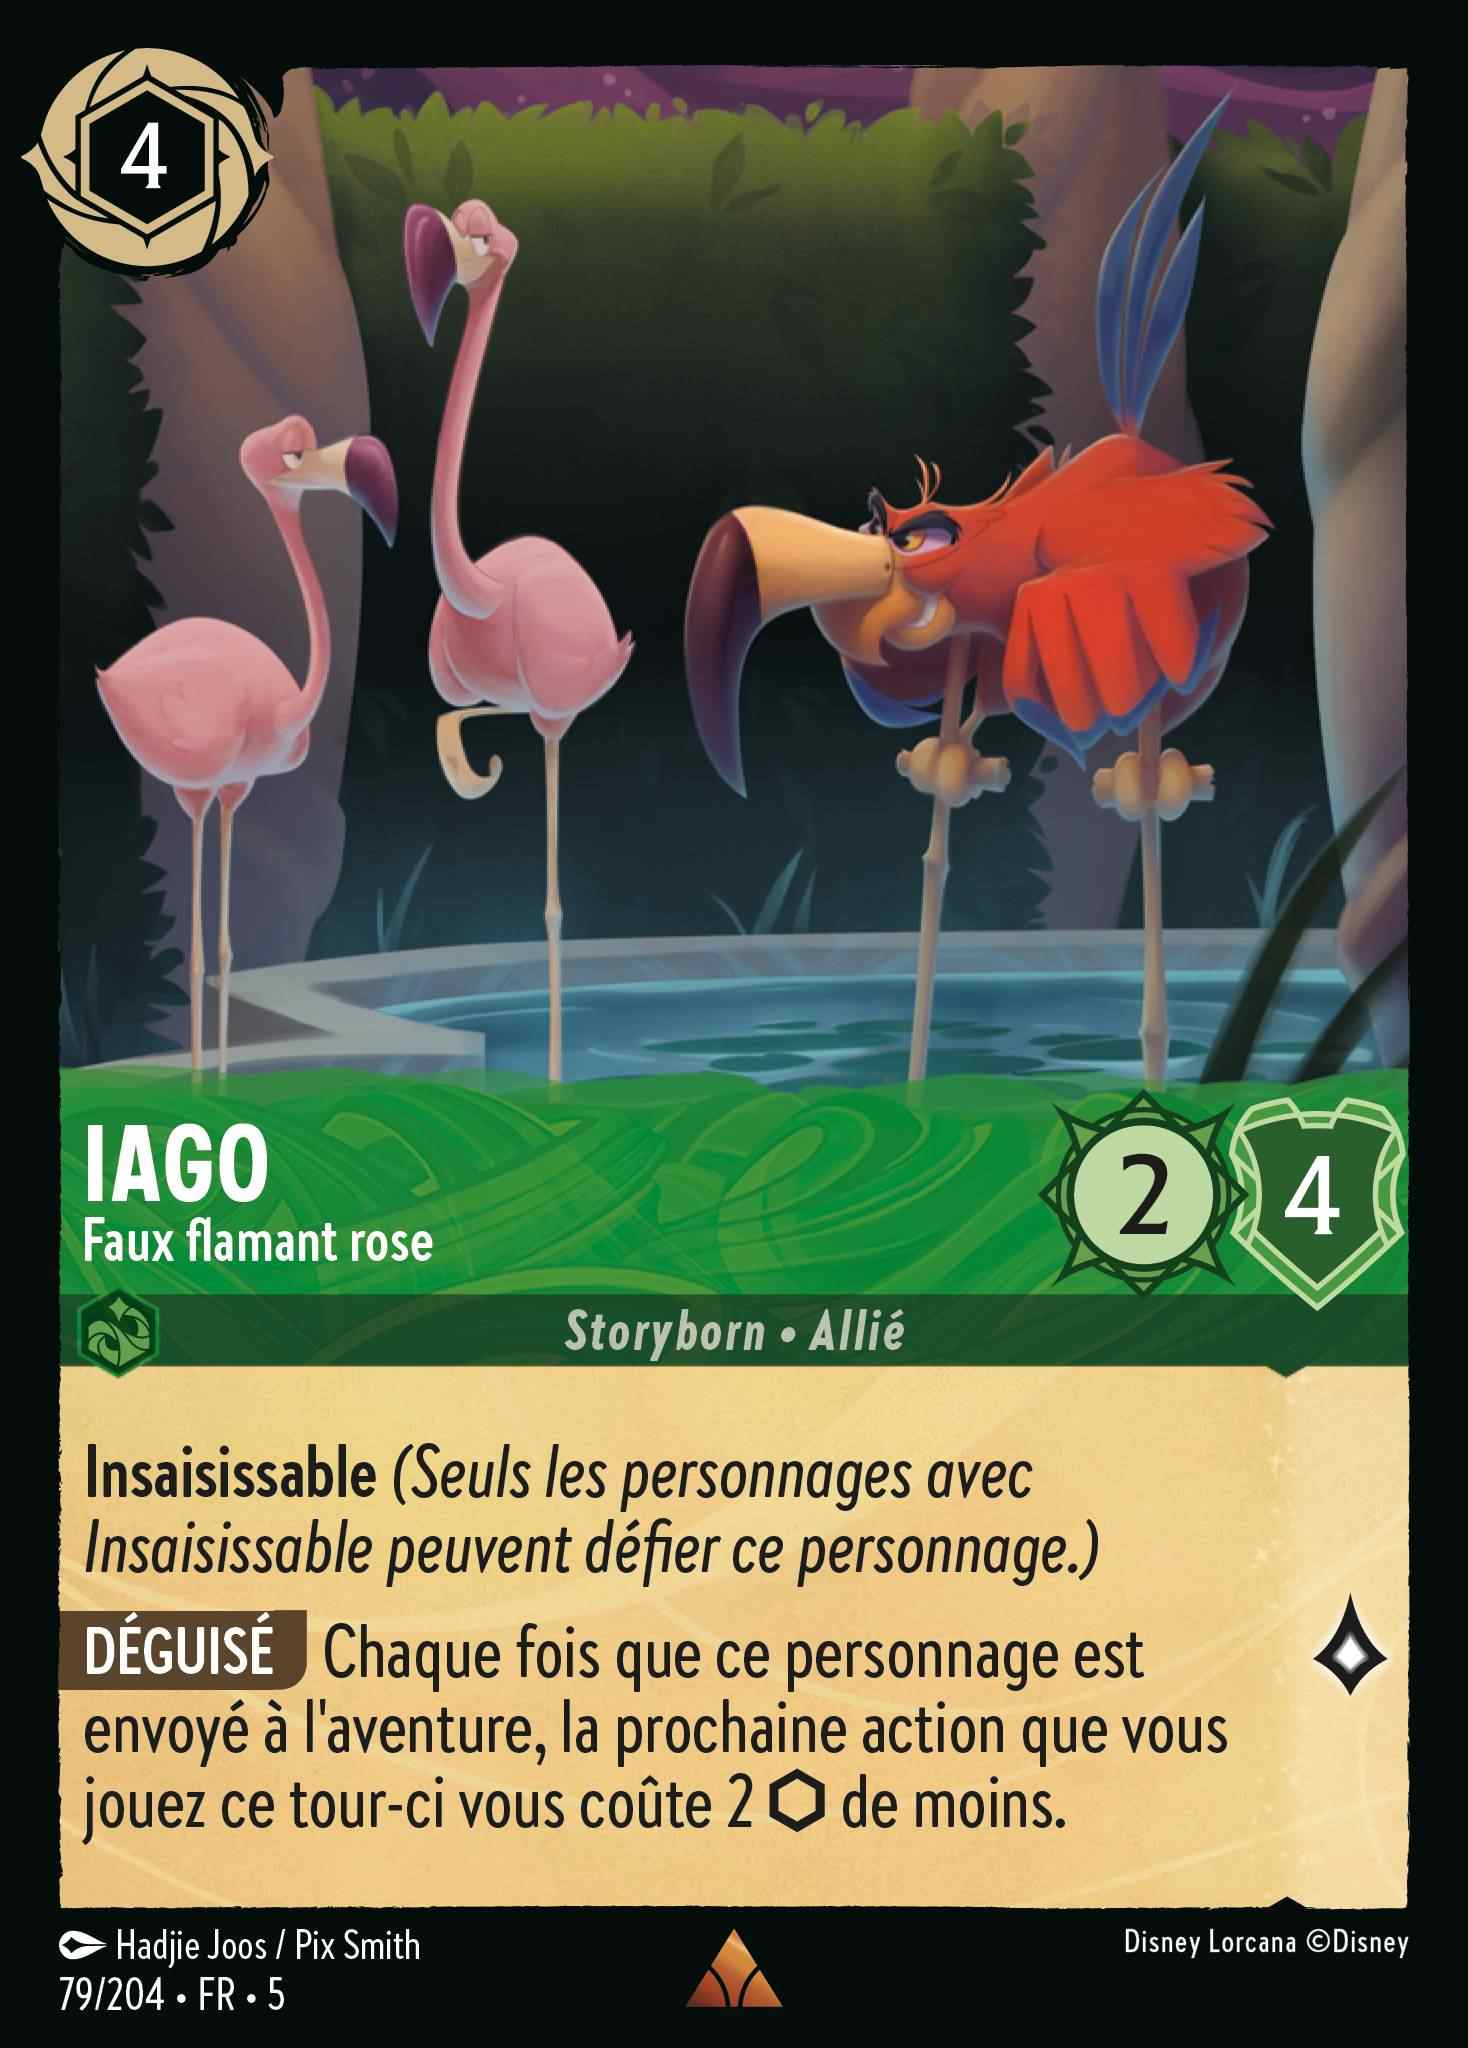 4
IAGO
Faux flamant rose
2
4
Storyborn • Allié
Insaisissable (Seuls les personnages avec
Insaisissable peuvent défier ce personnage.)
DÉGUISÉ Chaque fois que ce personnage est
envoyé à l'aventure, la prochaine action que vous
jouez ce tour-ci vous coûte 2 ⬡ de moins.
Hadjie Joos / Pix Smith
Disney Lorcana ©Disney
79/204 • FR • 5